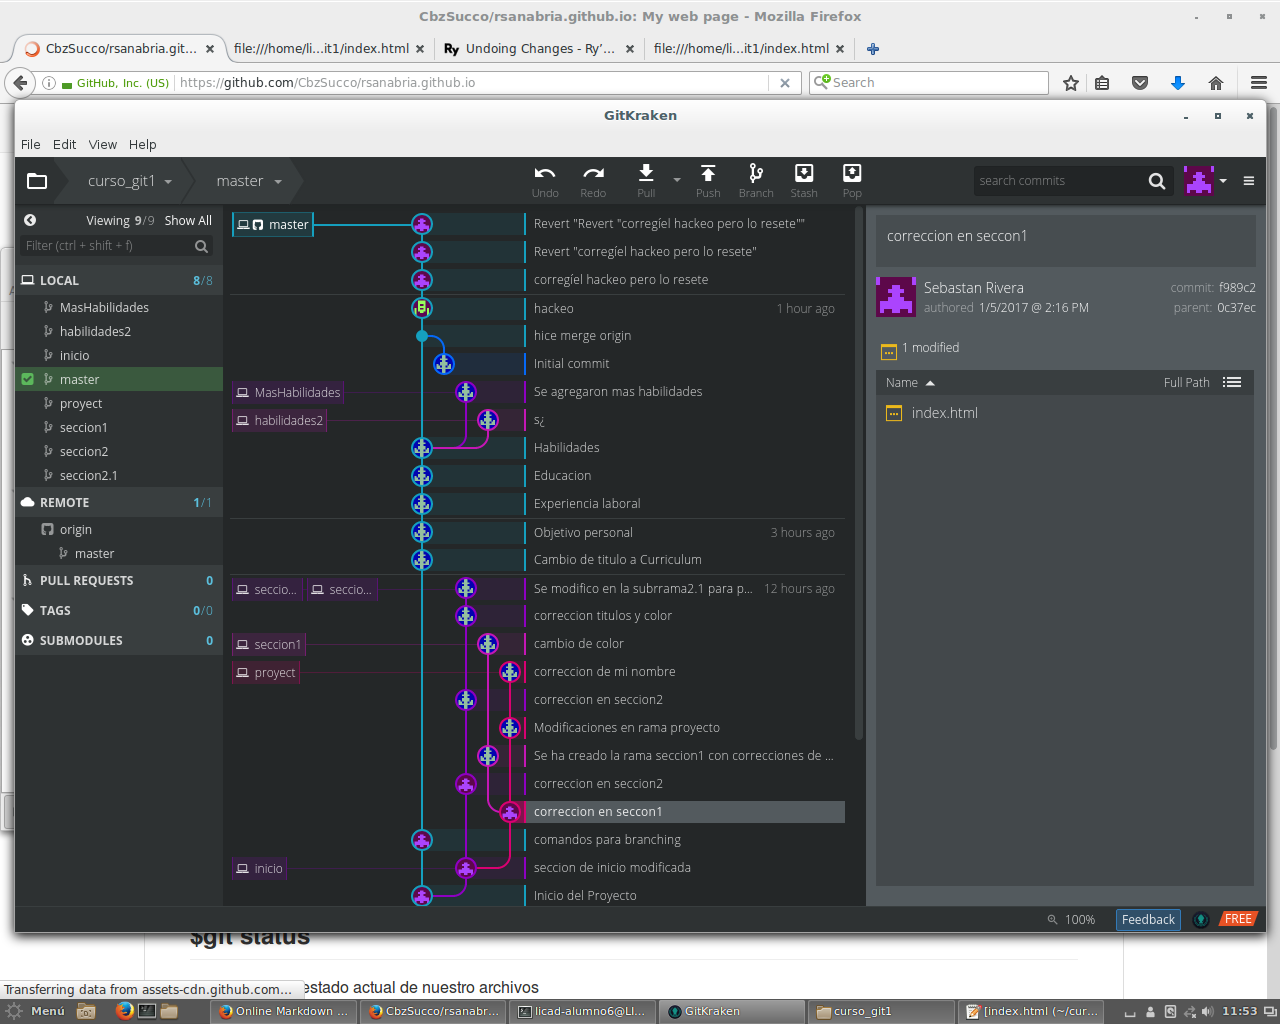 CbzSucco/rsanabria.github.io: My web page - Mozilla Firefox
CbzSucco/rsanabria.git...
file:///home/li...it1/index.html
Ry
Undoing Changes - Ry'...
file:///home/li...it1/index.html
GitHub, Inc. (US)
https://github.com/CbzSucco/rsanabria.github.io
Search
GitKraken
File Edit View Help
curso_git1
master
Undo
Redo
Pull
Push
Branch
Stash
Pop
search commits
Viewing 9/9 Show All
Filter (ctrl + shift + f)
LOCAL 8/8
MasHabilidades
habilidades2
inicio
master
proyect
seccion1
seccion2
seccion2.1
REMOTE 1/1
origin
master
PULL REQUESTS 0
TAGS 0/0
SUBMODULES 0
master Revert "Revert "corregíel hackeo pero lo resete""
Revert "corregíel hackeo pero lo resete"
corregíel hackeo pero lo resete
hackeo 1 hour ago
hice merge origin
Initial commit
MasHabilidades Se agregaron mas habilidades
habilidades2 s¿
Habilidades
Educacion
Experiencia laboral
Objetivo personal 3 hours ago
Cambio de titulo a Curriculum
seccio... seccio... Se modifico en la subrrama2.1 para p... 12 hours ago
correccion titulos y color
seccion1 cambio de color
proyect correccion de mi nombre
correccion en seccion2
Modificaciones en rama proyecto
Se ha creado la rama seccion1 con correcciones de ...
correccion en seccion2
correccion en seccon1
comandos para branching
inicio seccion de inicio modificada
Inicio del Proyecto
correccion en seccon1
Sebastan Rivera
authored 1/5/2017 @ 2:16 PM
commit: f989c2
parent: 0c37ec
1 modified
Name Full Path
index.html
100%
Feedback
FREE
$git status
estado actual de nuestro archivos
Transferring data from assets-cdn.github.com...
Menú
Online Markdown ...
CbzSucco/rsanabr...
licad-alumno6@LI...
GitKraken
curso_git1
[index.html (~/cur...
11:53